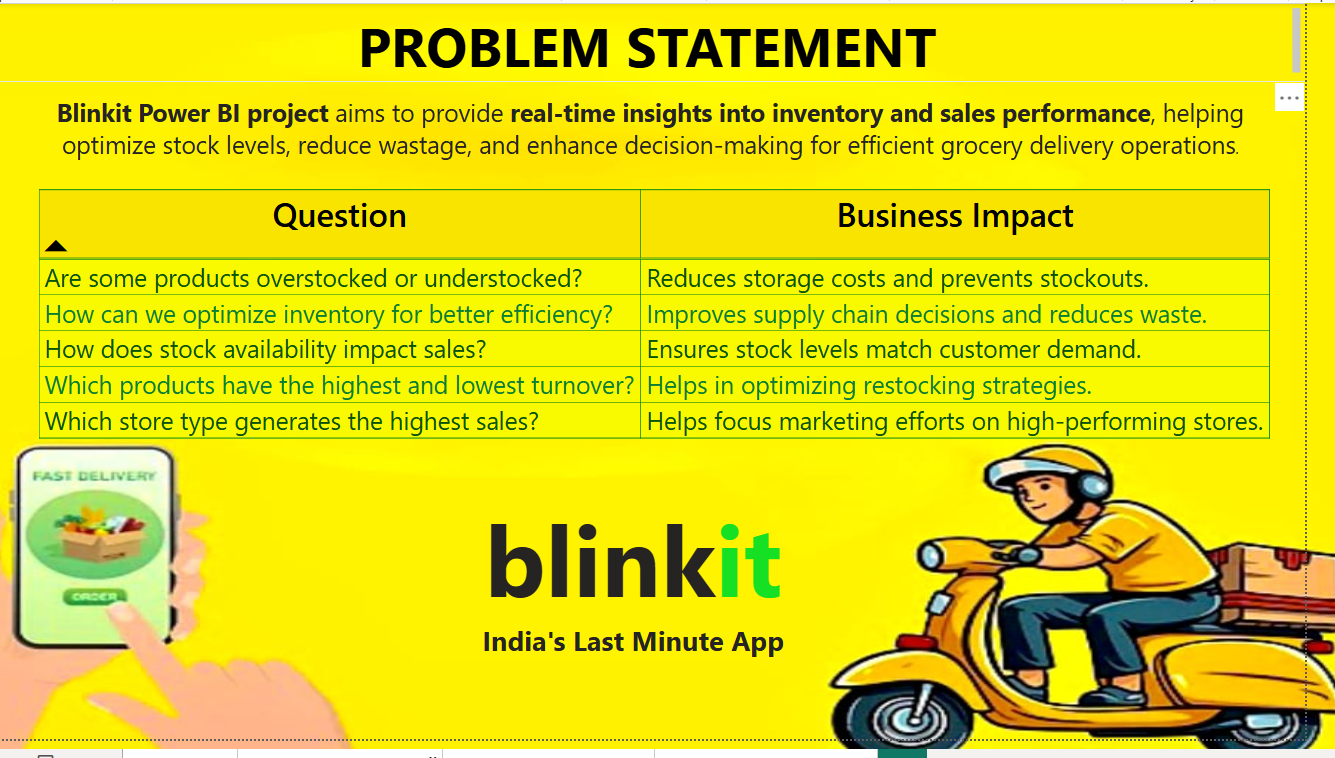 PROBLEM STATEMENT
Blinkit Power BI project aims to provide real-time insights into inventory and sales performance, helping
optimize stock levels, reduce wastage, and enhance decision-making for efficient grocery delivery operations.
Question Business Impact
Are some products overstocked or understocked? Reduces storage costs and prevents stockouts.
How can we optimize inventory for better efficiency? Improves supply chain decisions and reduces waste.
How does stock availability impact sales? Ensures stock levels match customer demand.
Which products have the highest and lowest turnover? Helps in optimizing restocking strategies.
Which store type generates the highest sales? Helps focus marketing efforts on high-performing stores.
FAST DELIVERY
ORDER
blinkit
India's Last Minute App